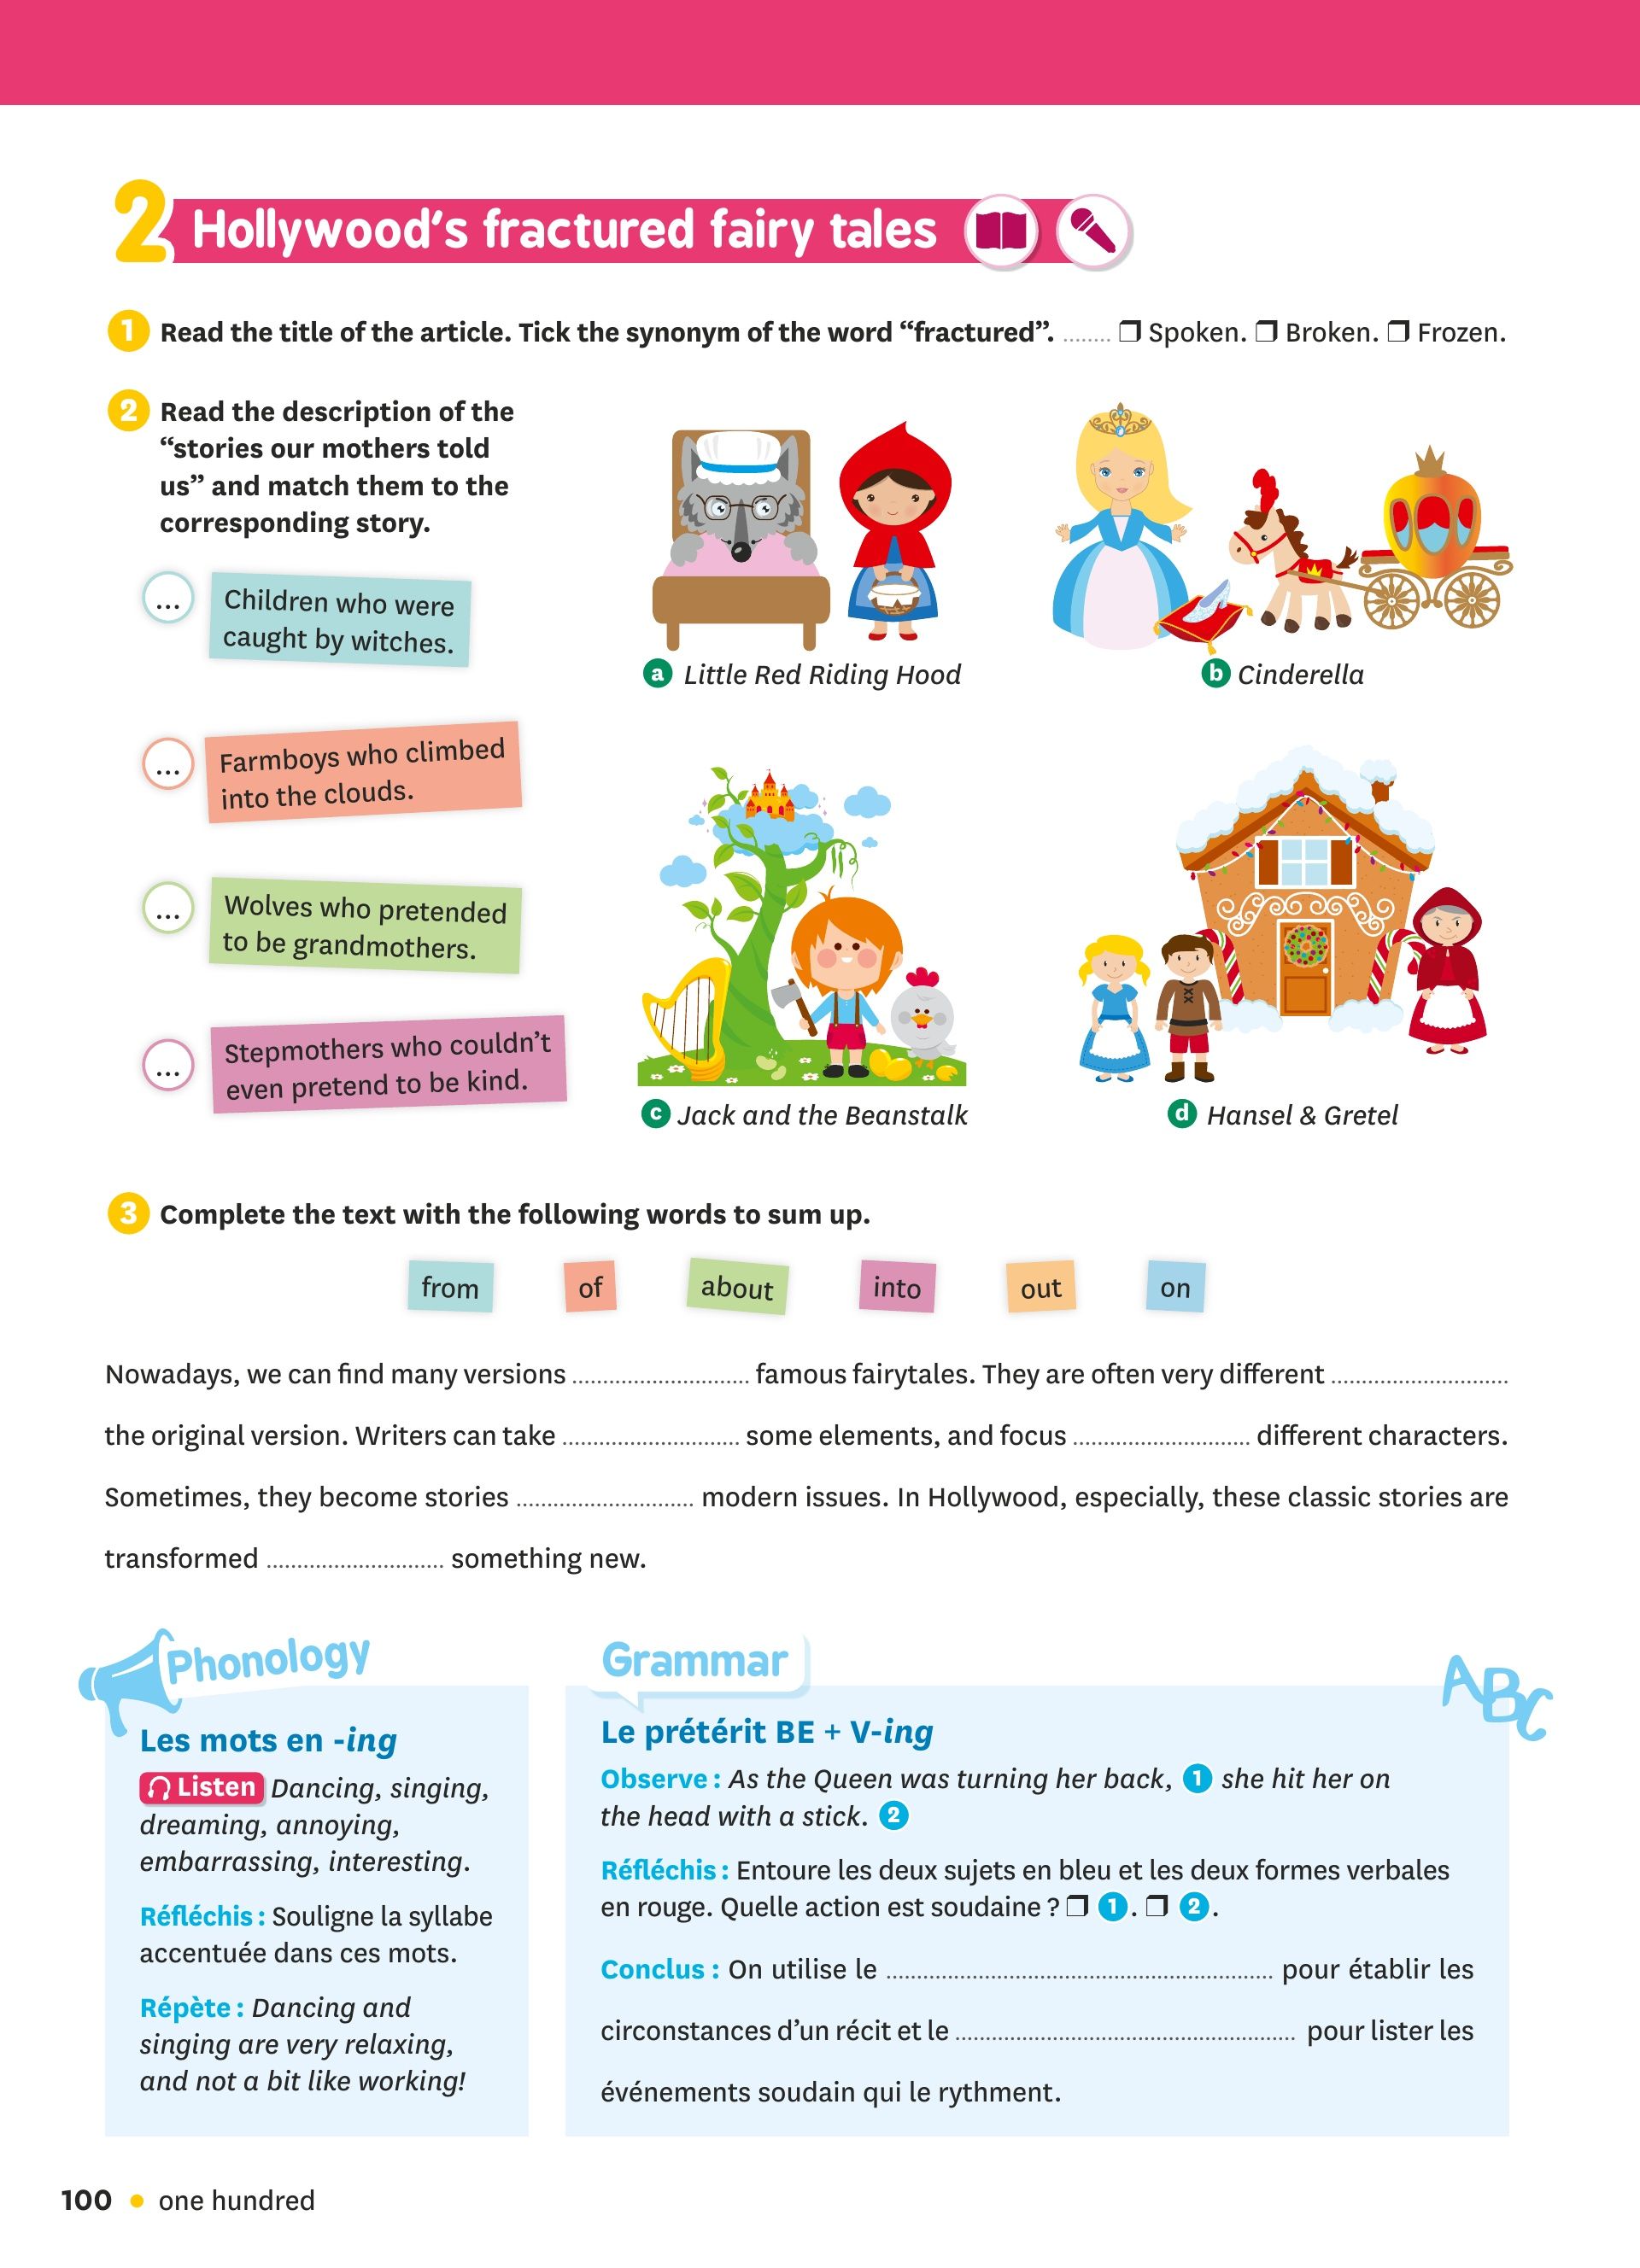 2 Hollywood's fractured fairy tales
1 Read the title of the article. Tick the synonym of the word “fractured”. ........ ❒ Spoken. ❒ Broken. ❒ Frozen.
2 Read the description of the
“stories our mothers told
us” and match them to the
corresponding story.
... Children who were
caught by witches.
... Farmboys who climbed
into the clouds.
... Wolves who pretended
to be grandmothers.
... Stepmothers who couldn't
even pretend to be kind.
a Little Red Riding Hood
b Cinderella
c Jack and the Beanstalk
d Hansel & Gretel
3 Complete the text with the following words to sum up.
from of about into out on
Nowadays, we can find many versions ............................. famous fairytales. They are often very different .............................
the original version. Writers can take ............................. some elements, and focus ............................. different characters.
Sometimes, they become stories ............................. modern issues. In Hollywood, especially, these classic stories are
transformed ............................. something new.
Phonology
Les mots en -ing
Listen Dancing, singing,
dreaming, annoying,
embarrassing, interesting.
Réfléchis : Souligne la syllabe
accentuée dans ces mots.
Répète : Dancing and
singing are very relaxing,
and not a bit like working!
Grammar
ABC
Le prétérit BE + V-ing
Observe : As the Queen was turning her back, 1 she hit her on
the head with a stick. 2
Réfléchis : Entoure les deux sujets en bleu et les deux formes verbales
en rouge. Quelle action est soudaine ? ❒ 1. ❒ 2.
Conclus : On utilise le ............................................................... pour établir les
circonstances d'un récit et le ........................................................ pour lister les
événements soudain qui le rythment.
100 • one hundred